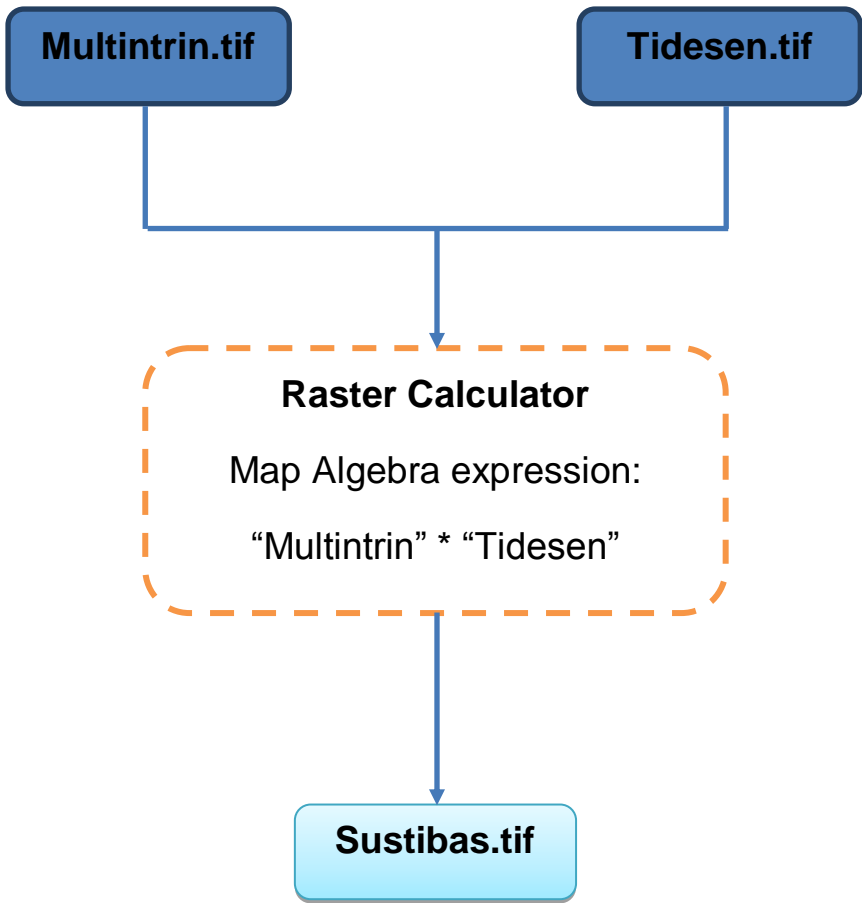 Multintrin.tif
Tidesen.tif
Raster Calculator
Map Algebra expression:
“Multintrin” * “Tidesen”
Sustibas.tif